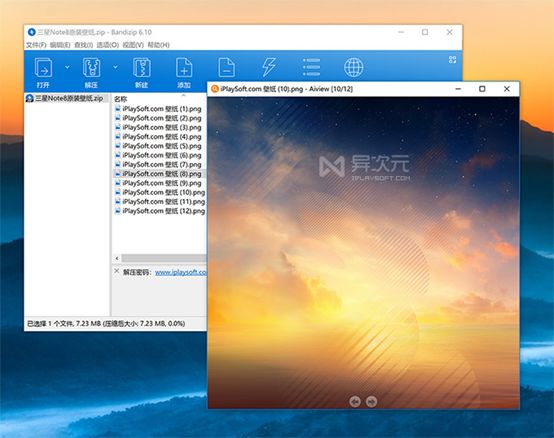 三星Note8原装壁纸.zip - Bandizip 6.10
文件(F) 编辑(E) 查找(I) 选项(O) 视图(V) 帮助(H)
打开 解压 新建 添加
三星Note8原装壁纸.zip
名称
iPlaySoft.com 壁纸 (1).png
iPlaySoft.com 壁纸 (2).png
iPlaySoft.com 壁纸 (3).png
iPlaySoft.com 壁纸 (4).png
iPlaySoft.com 壁纸 (5).png
iPlaySoft.com 壁纸 (6).png
iPlaySoft.com 壁纸 (7).png
iPlaySoft.com 壁纸 (8).png
iPlaySoft.com 壁纸 (9).png
iPlaySoft.com 壁纸 (10).png
iPlaySoft.com 壁纸 (11).png
iPlaySoft.com 壁纸 (12).png
解压密码: www.iplaysoft.co
已选择 1 个文件, 7.23 MB (压缩后大小: 7.23 MB, 0.0%)
iPlaySoft.com 壁纸 (10).png - Aiview [10/12]
异次元
IPLAYSOFT.COM